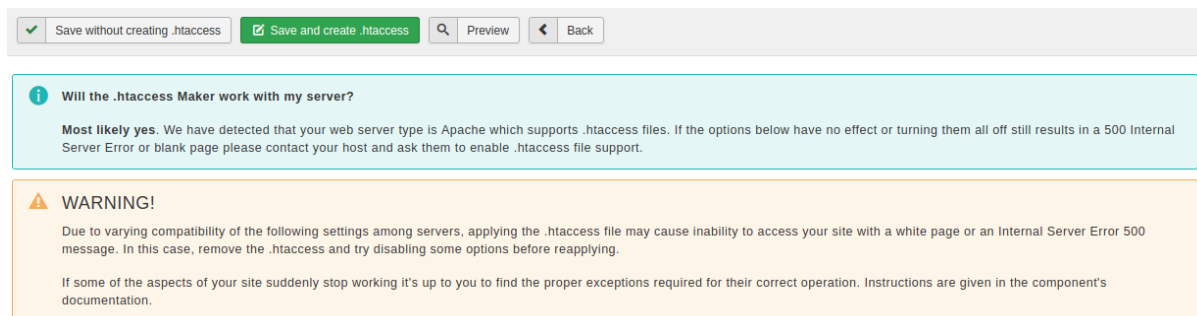 Save without creating .htaccess Save and create .htaccess Preview Back
Will the .htaccess Maker work with my server?
Most likely yes. We have detected that your web server type is Apache which supports .htaccess files. If the options below have no effect or turning them all off still results in a 500 Internal
Server Error or blank page please contact your host and ask them to enable .htaccess file support.
WARNING!
Due to varying compatibility of the following settings among servers, applying the .htaccess file may cause inability to access your site with a white page or an Internal Server Error 500
message. In this case, remove the .htaccess and try disabling some options before reapplying.
If some of the aspects of your site suddenly stop working it's up to you to find the proper exceptions required for their correct operation. Instructions are given in the component's
documentation.